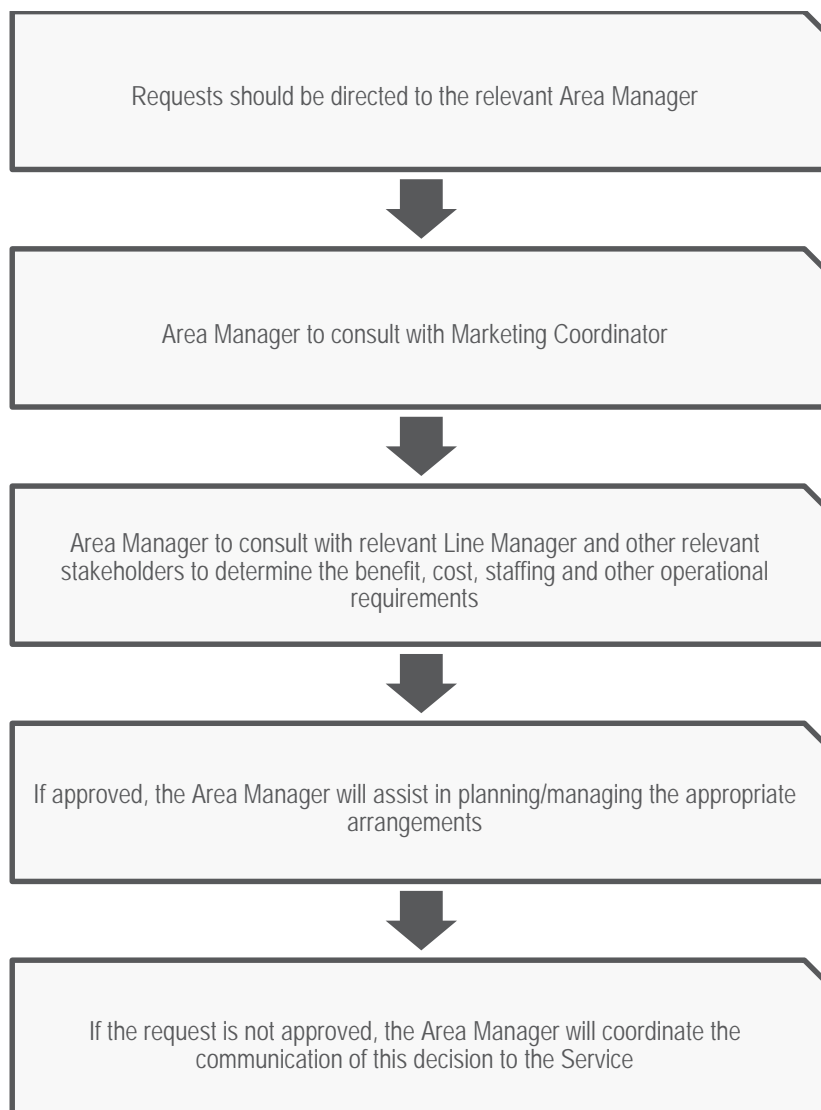 Requests should be directed to the relevant Area Manager
Area Manager to consult with Marketing Coordinator
Area Manager to consult with relevant Line Manager and other relevant
stakeholders to determine the benefit, cost, staffing and other operational
requirements
If approved, the Area Manager will assist in planning/managing the appropriate
arrangements
If the request is not approved, the Area Manager will coordinate the
communication of this decision to the Service